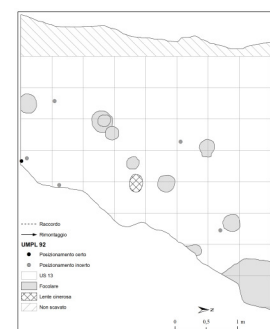 Raccordo
Rimontaggio
UMPL 92
Posizionamento certo
Posizionamento incerto
US 13
Focolare
Lente cinerosa
Non scavato
z
0 0,5 1 m